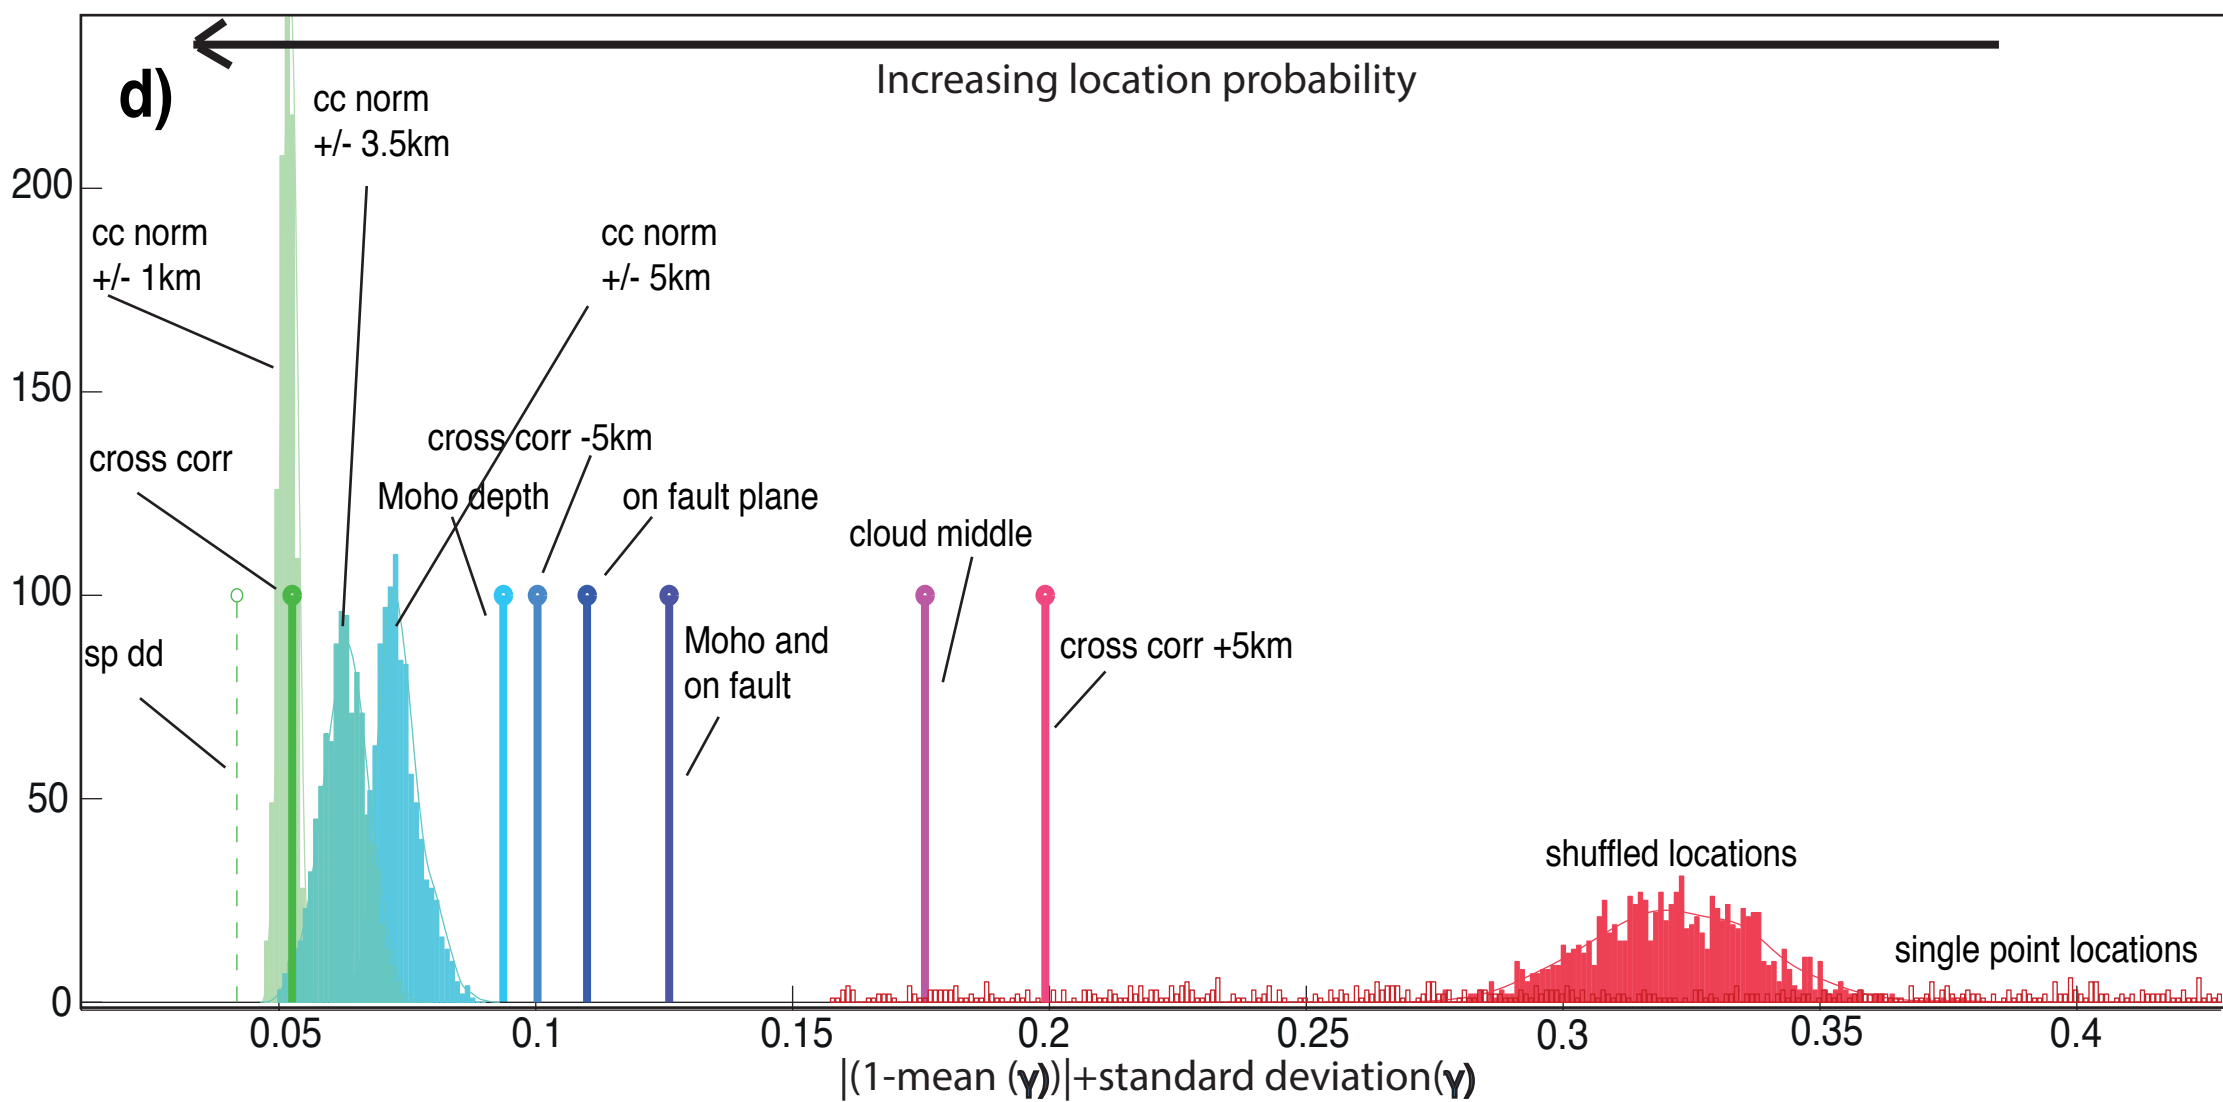 Increasing location probability
d)
cc norm
+/- 3.5km
200
cc norm
+/- 1km
cc norm
+/- 5km
150
cross corr -5km
cross corr
Moho depth
on fault plane
cloud middle
100
sp dd
Moho and
on fault
cross corr +5km
50
shuffled locations
single point locations
0
0.05
0.1
0.15
0.2
0.25
0.3
0.35
0.4
|(1-mean (γ))|+standard deviation(γ)